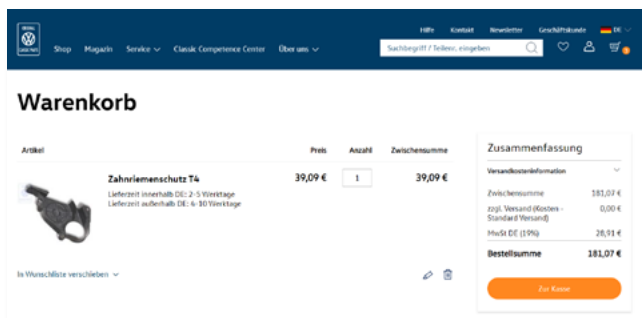 Hilfe Kontakt Newsletter Geschäftskunde DE
Shop Magazin Service Classic Competence Center Über uns
Suchbegriff / Teilenr. eingeben
Warenkorb
Artikel Preis Anzahl Zwischensumme
Zahnriemenschutz T4 39,09 € 1 39,09 €
Lieferzeit innerhalb DE: 2-5 Werktage
Lieferzeit außerhalb DE: 6-10 Werktage
In Wunschliste verschieben
Zusammenfassung
Versandkosteninformation
Zwischensumme 181,07 €
zzgl. Versand (Kosten - 0,00 €
Standard Versand)
MwSt DE (19%) 28,91 €
Bestellsumme 181,07 €
Zur Kasse